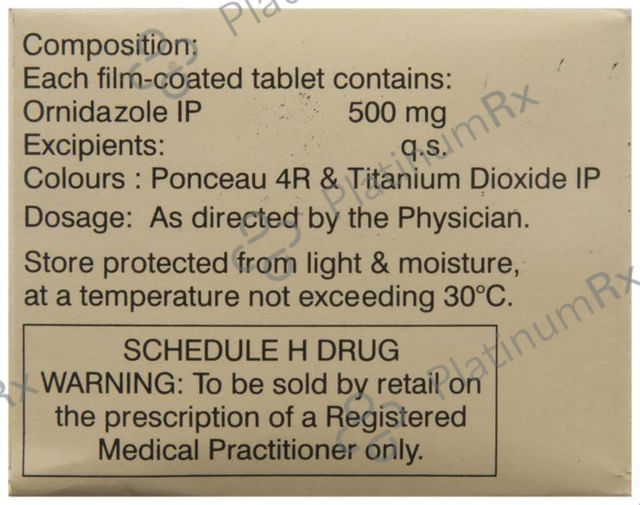 Composition:
Each film-coated tablet contains:
Ornidazole IP 500 mg
Excipients: q.s.
Colours : Ponceau 4R & Titanium Dioxide IP
Dosage: As directed by the Physician.
Store protected from light & moisture,
at a temperature not exceeding 30°C.
SCHEDULE H DRUG
WARNING: To be sold by retail on
the prescription of a Registered
Medical Practitioner only.
PlatinumRx
PlatinumRx